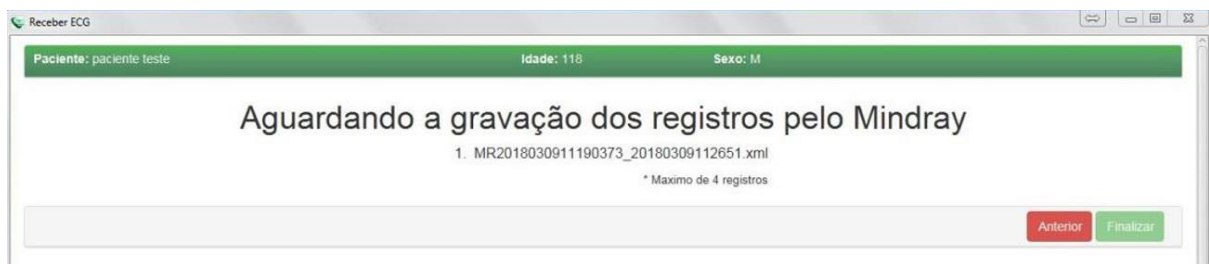 Receber ECG
Paciente: paciente teste Idade: 118 Sexo: M
Aguardando a gravação dos registros pelo Mindray
1. MR2018030911190373_20180309112651.xml
* Maximo de 4 registros
Anterior Finalizar